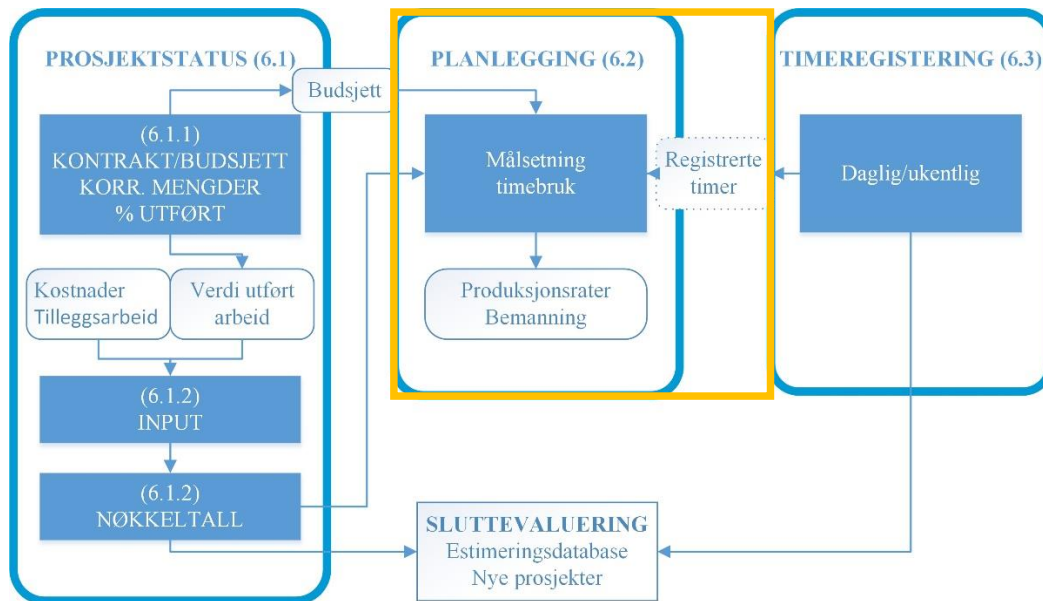 PROSJEKTSTATUS (6.1)
Budsjett
(6.1.1)
KONTRAKT/BUDSJETT
KORR. MENGDER
% UTFØRT
Kostnader
Tilleggsarbeid
Verdi utført
arbeid
(6.1.2)
INPUT
(6.1.2)
NØKKELTALL
PLANLEGGING (6.2)
Målsetning
timebruk
Registrerte
timer
Produksjonsrater
Bemanning
TIMEREGISTERING (6.3)
Daglig/ukentlig
SLUTTEVALUERING
Estimeringsdatabase
Nye prosjekter